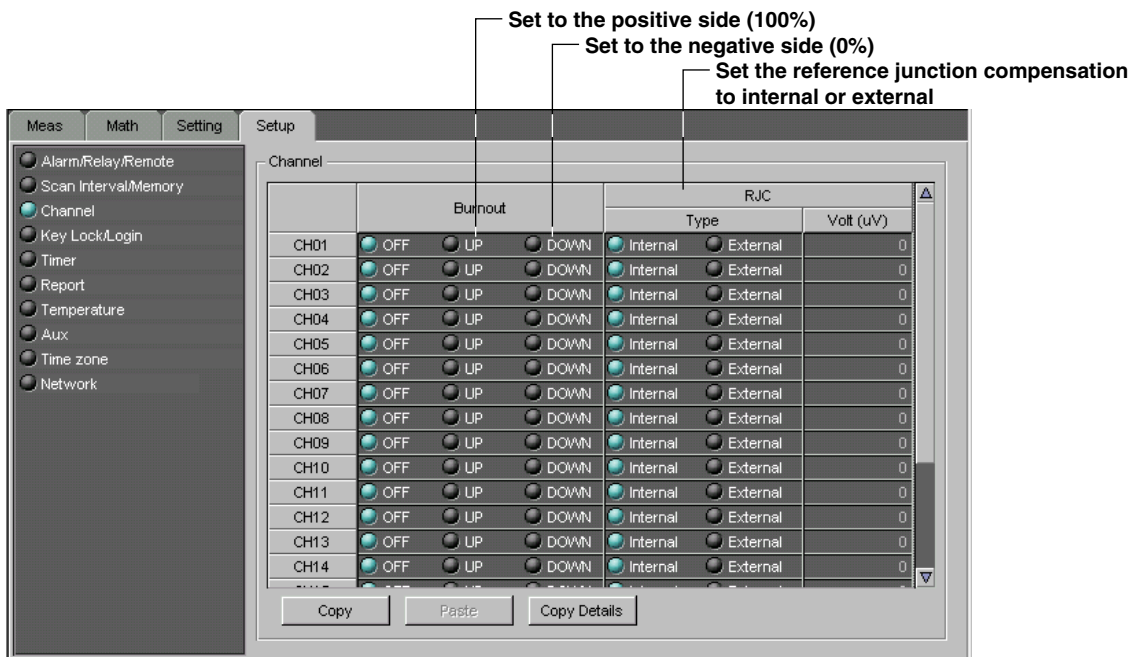 Set to the positive side (100%)
Set to the negative side (0%)
Set the reference junction compensation
to internal or external
Meas Math Setting Setup
Alarm/Relay/Remote
Scan Interval/Memory
Channel
Key Lock/Login
Timer
Report
Temperature
Aux
Time zone
Network
Channel
Burnout RJC
Type Volt (uV)
CH01 OFF UP DOWN Internal External 0
CH02 OFF UP DOWN Internal External 0
CH03 OFF UP DOWN Internal External 0
CH04 OFF UP DOWN Internal External 0
CH05 OFF UP DOWN Internal External 0
CH06 OFF UP DOWN Internal External 0
CH07 OFF UP DOWN Internal External 0
CH08 OFF UP DOWN Internal External 0
CH09 OFF UP DOWN Internal External 0
CH10 OFF UP DOWN Internal External 0
CH11 OFF UP DOWN Internal External 0
CH12 OFF UP DOWN Internal External 0
CH13 OFF UP DOWN Internal External 0
CH14 OFF UP DOWN Internal External 0
Copy Paste Copy Details